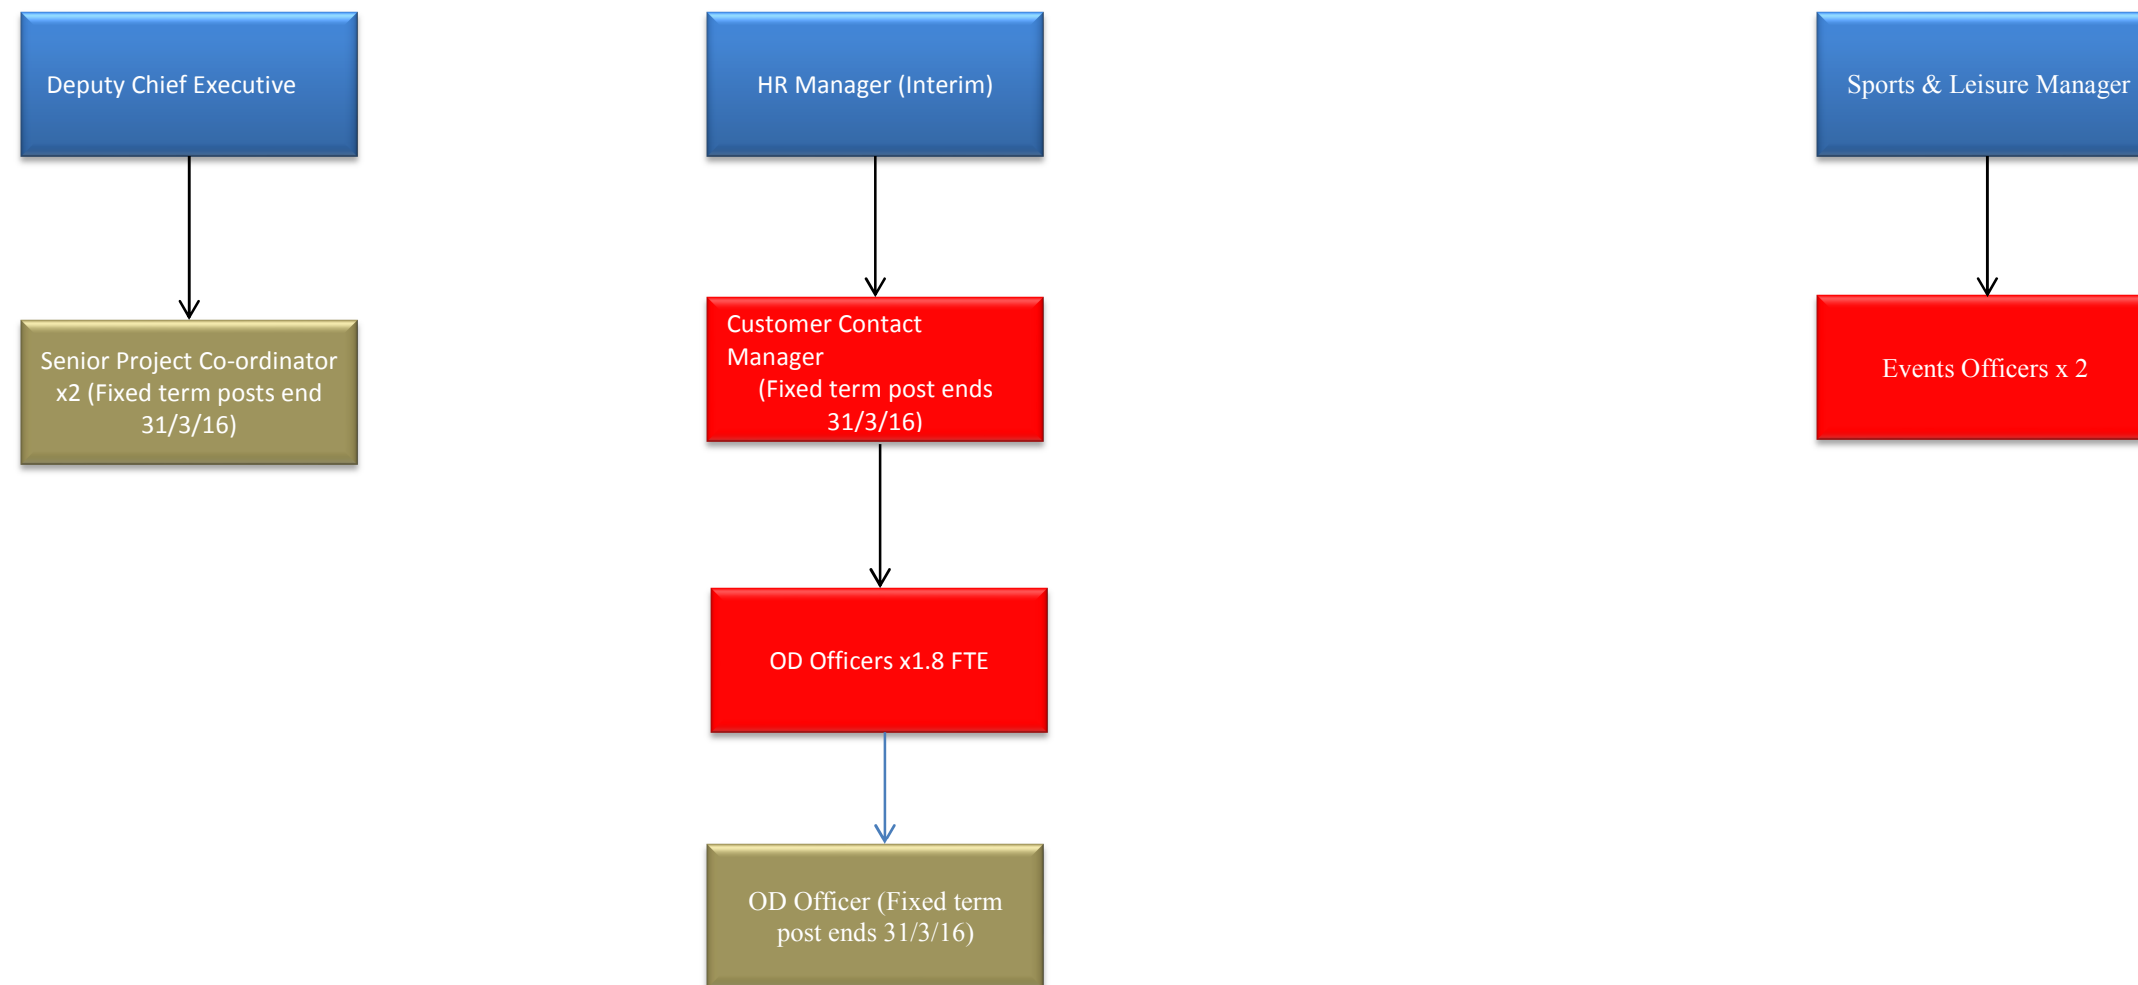 Deputy Chief Executive
HR Manager (Interim)
Sports & Leisure Manager
Senior Project Co-ordinator
x2 (Fixed term posts end
31/3/16)
Customer Contact
Manager
(Fixed term post ends
31/3/16)
Events Officers x 2
OD Officers x1.8 FTE
OD Officer (Fixed term
post ends 31/3/16)